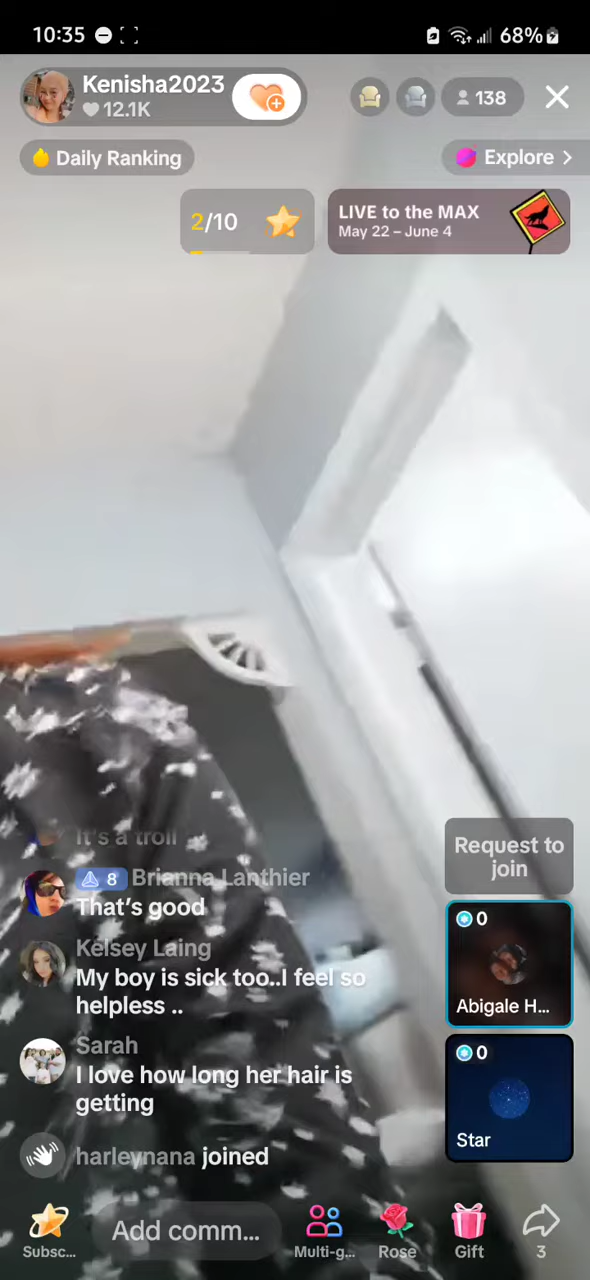 10:35
68%
Kenisha2023
12.1K
138
Daily Ranking
Explore >
2/10
LIVE to the MAX
May 22 – June 4
It's a troll
8 Brianna Lanthier
That's good
Kelsey Laing
My boy is sick too..I feel so
helpless ..
Sarah
I love how long her hair is
getting
harleynana joined
Request to
join
0
Abigale H...
0
Star
Add comm...
Subsc...
Multi-g...
Rose
Gift
3